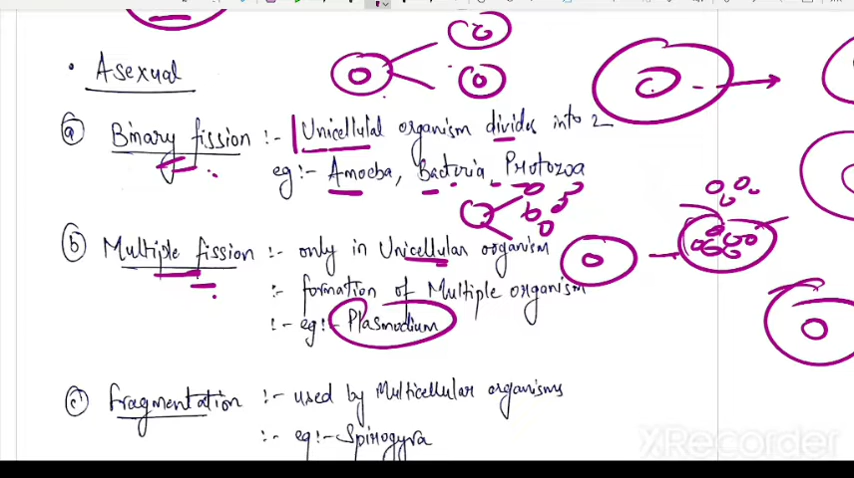 • Asexual
(a) Binary fission :- Unicellulal organism divides into 2
eg :- Amoeba, Bacteria, Protozoa
(b) Multiple fission :- only in Unicellular organism
:- formation of Multiple organism
:- eg :- Plasmodium
(c) fragmentation :- used by Multicellular organisms
:- eg :- Spirogyra
XRecorder